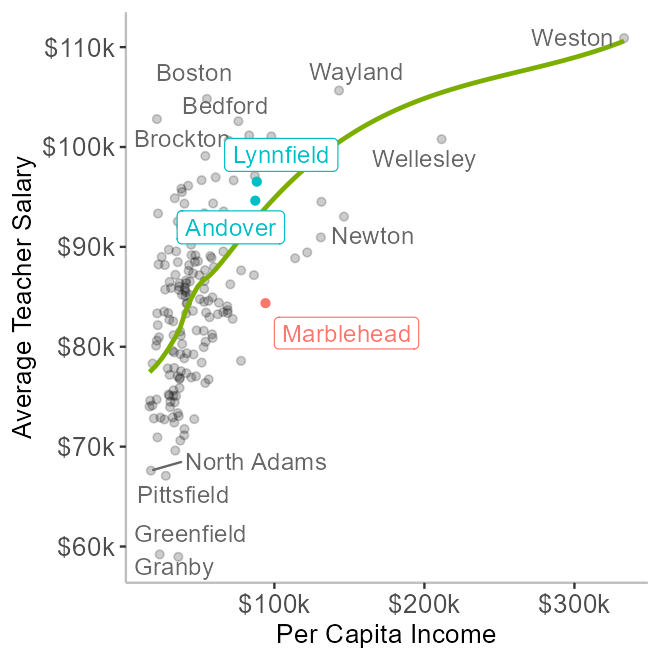 $110k
Weston
Boston
Wayland
Bedford
Brockton
$100k
Lynnfield
Wellesley
Andover
Newton
$90k
Average Teacher Salary
Marblehead
$80k
$70k
North Adams
Pittsfield
Greenfield
$60k
Granby
$100k
$200k
$300k
Per Capita Income